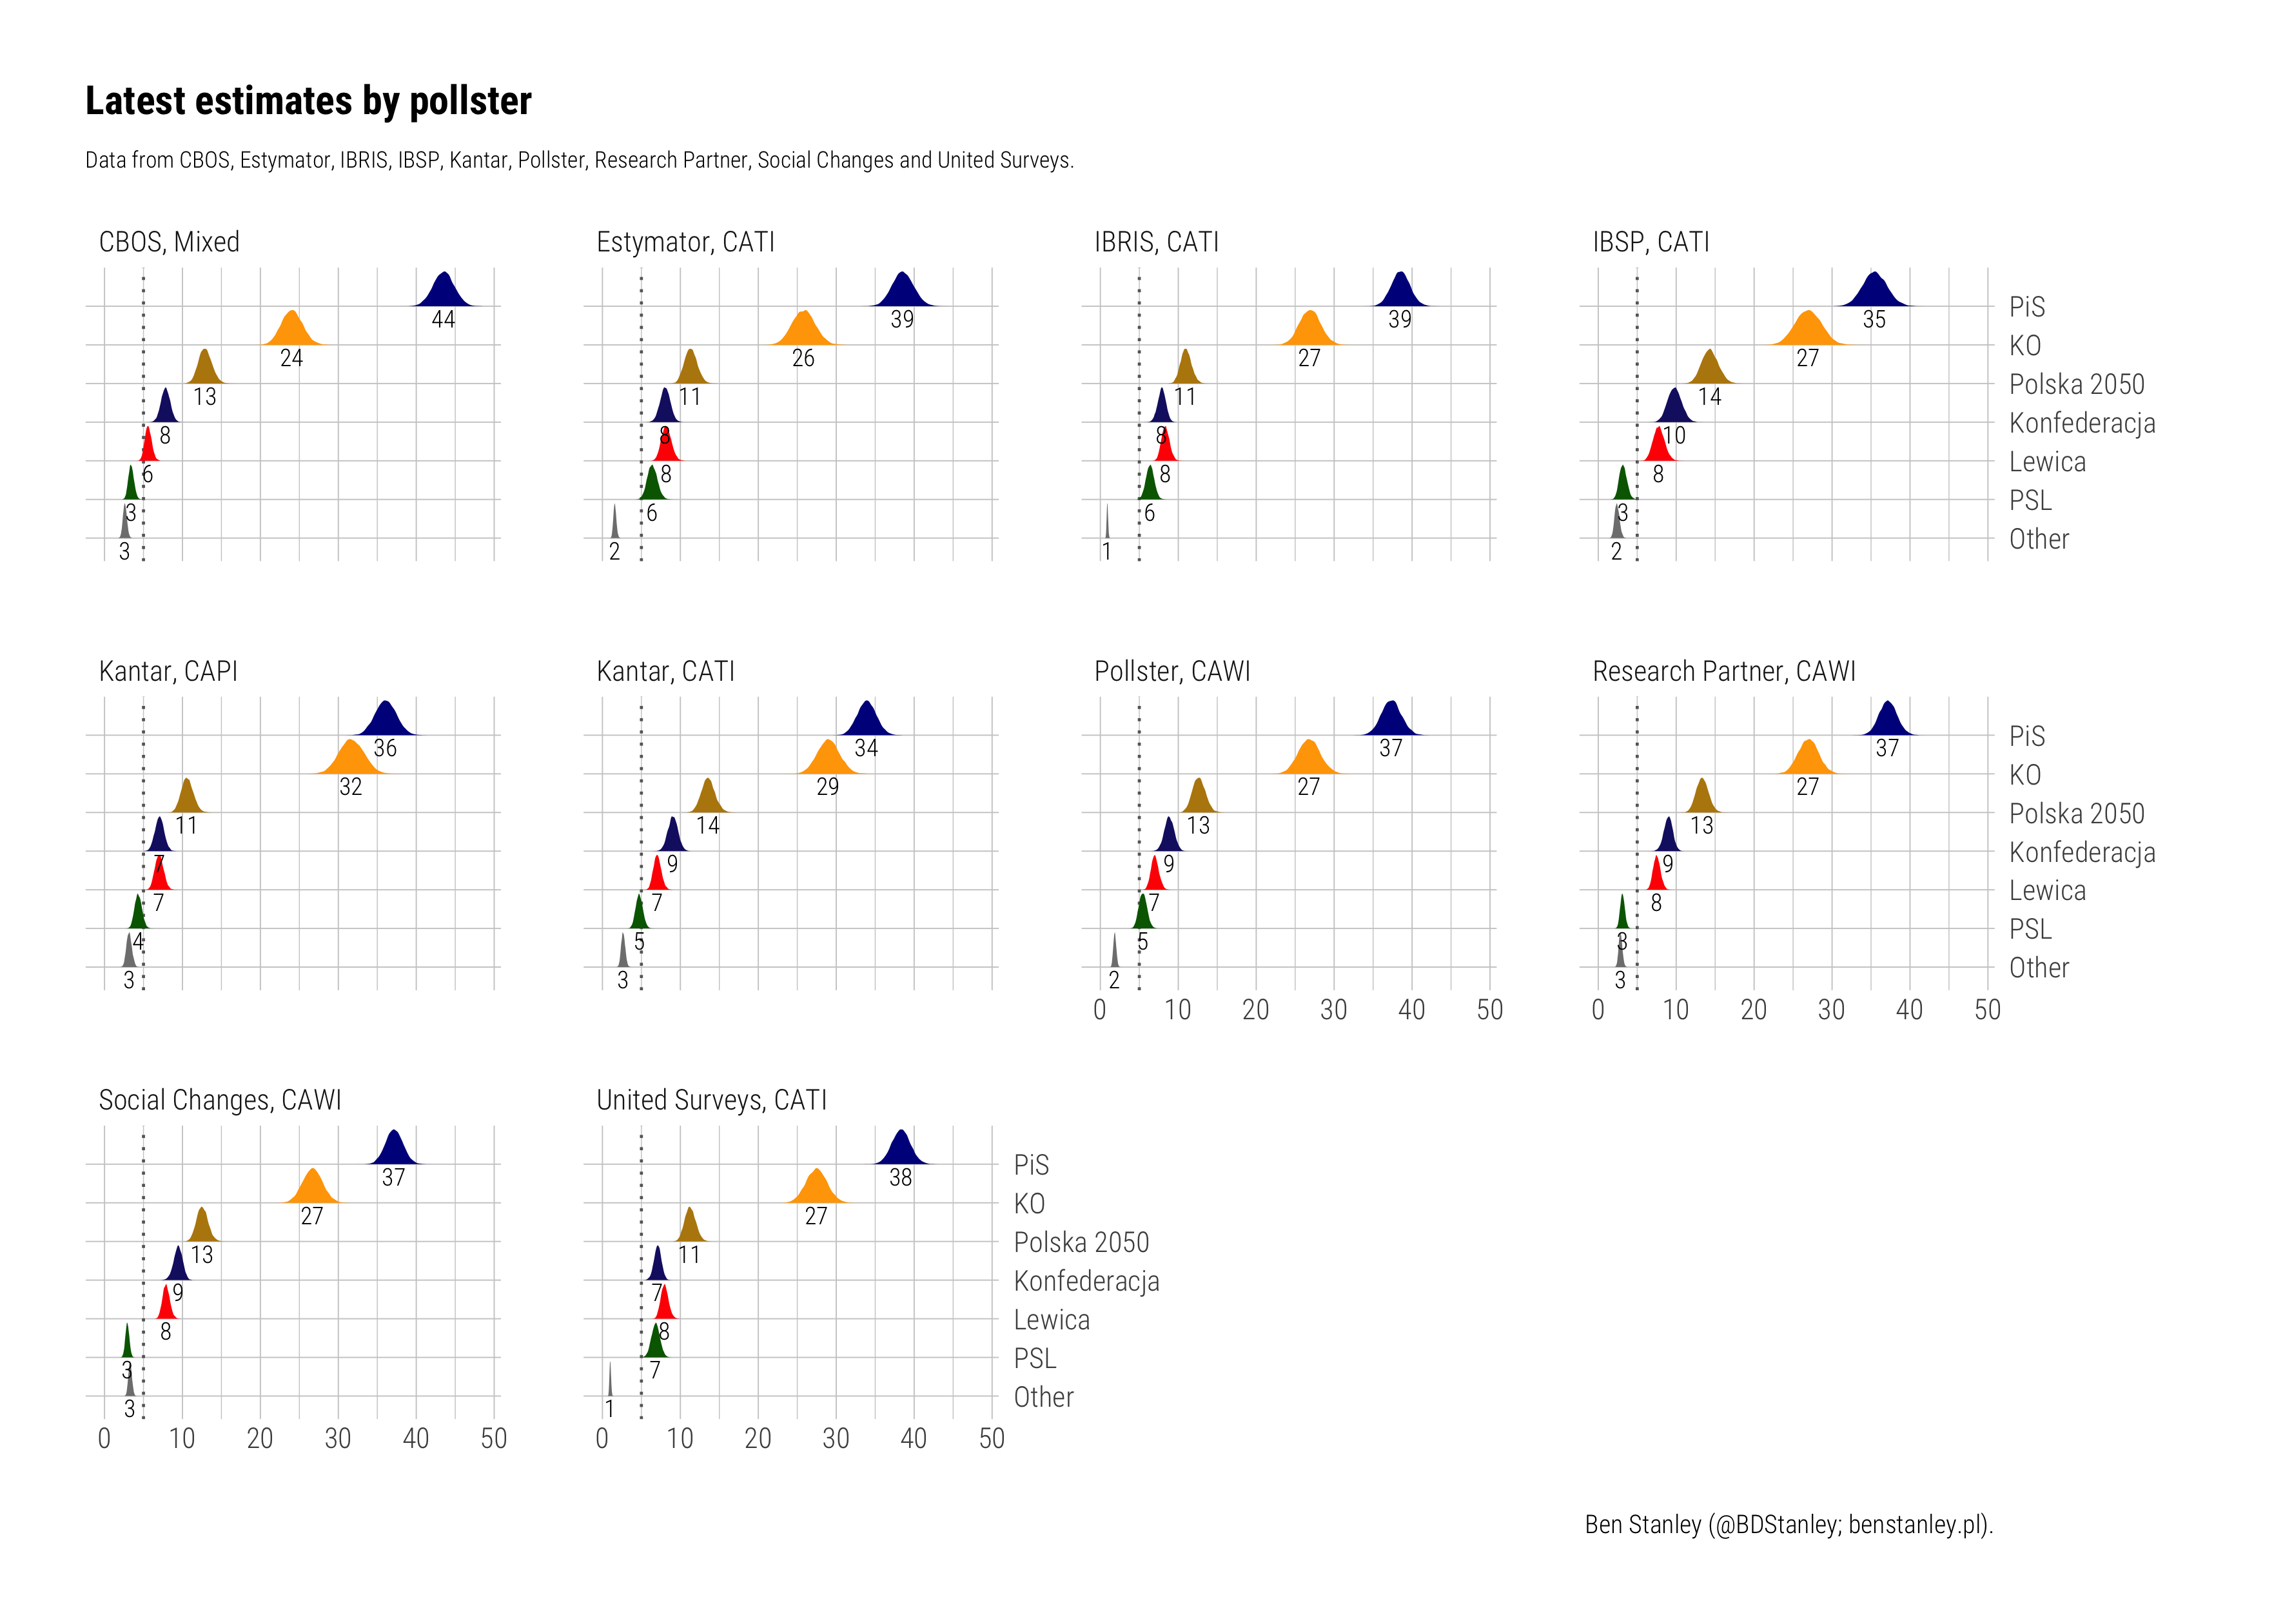 Latest estimates by pollster
Data from CBOS, Estymator, IBRIS, IBSP, Kantar, Pollster, Research Partner, Social Changes and United Surveys.
CBOS, Mixed
44
24
13
8
6
3
3
Estymator, CATI
39
26
11
8
8
6
2
IBRIS, CATI
39
27
11
8
8
6
1
IBSP, CATI
35
27
14
10
8
3
2
PiS
KO
Polska 2050
Konfederacja
Lewica
PSL
Other
Kantar, CAPI
36
32
11
7
7
4
3
Kantar, CATI
34
29
14
9
7
5
3
Pollster, CAWI
37
27
13
9
7
5
2
0 10 20 30 40 50
Research Partner, CAWI
37
27
13
9
8
3
3
0 10 20 30 40 50
PiS
KO
Polska 2050
Konfederacja
Lewica
PSL
Other
Social Changes, CAWI
37
27
13
9
8
3
3
0 10 20 30 40 50
United Surveys, CATI
38
27
11
7
8
7
1
0 10 20 30 40 50
PiS
KO
Polska 2050
Konfederacja
Lewica
PSL
Other
Ben Stanley (@BDStanley; benstanley.pl).